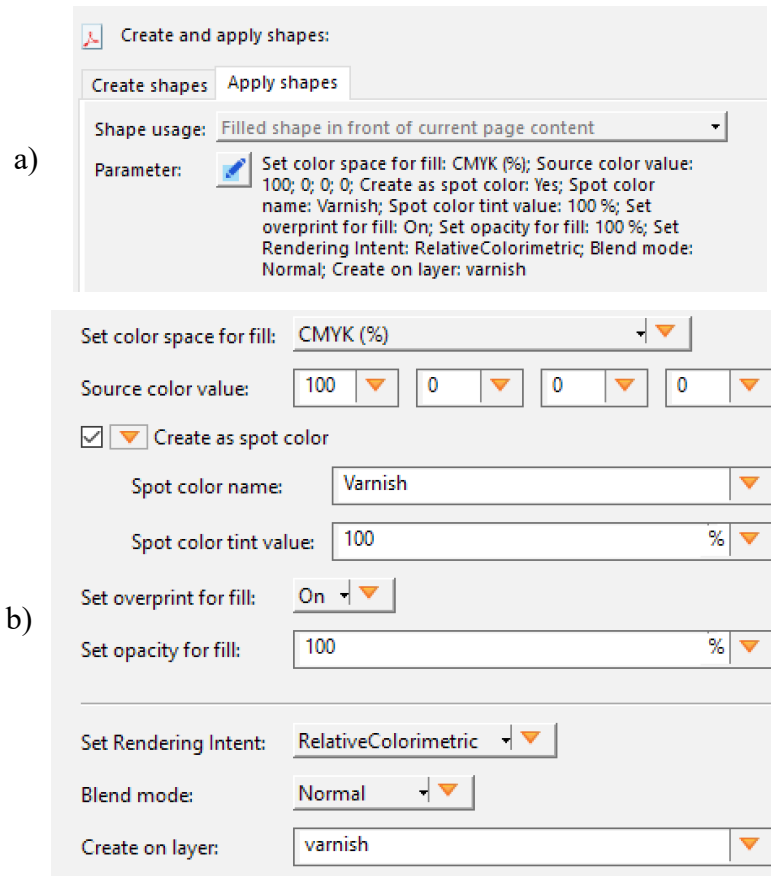 Create and apply shapes:
Create shapes Apply shapes
Shape usage: Filled shape in front of current page content
a)
Parameter: Set color space for fill: CMYK (%); Source color value:
100; 0; 0; 0; Create as spot color: Yes; Spot color
name: Varnish; Spot color tint value: 100 %; Set
overprint for fill: On; Set opacity for fill: 100 %; Set
Rendering Intent: RelativeColorimetric; Blend mode:
Normal; Create on layer: varnish
Set color space for fill: CMYK (%)
Source color value: 100 0 0 0
Create as spot color
Spot color name: Varnish
Spot color tint value: 100 %
b)
Set overprint for fill: On
Set opacity for fill: 100 %
Set Rendering Intent: RelativeColorimetric
Blend mode: Normal
Create on layer: varnish